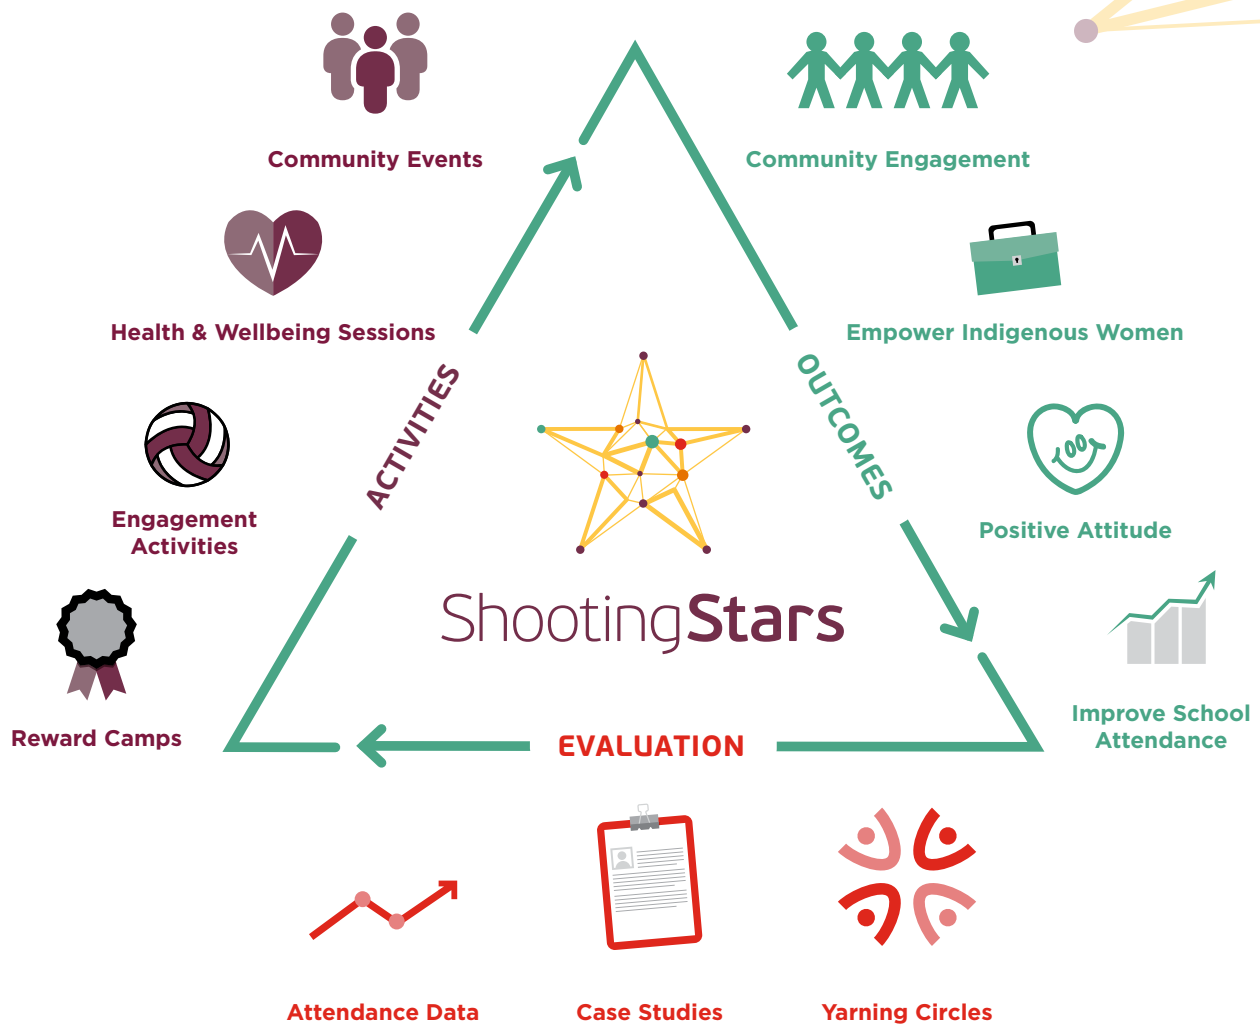 Community Events
Community Engagement
Health & Wellbeing Sessions
Empower Indigenous Women
ACTIVITIES
OUTCOMES
Engagement
Activities
Positive Attitude
ShootingStars
Reward Camps
Improve School
Attendance
EVALUATION
Attendance Data
Case Studies
Yarning Circles